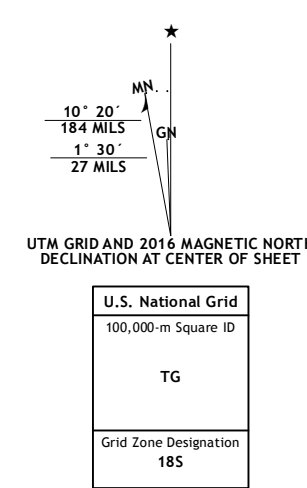 ★
MN
10° 20´
184 MILS
GN
1° 30´
27 MILS
UTM GRID AND 2016 MAGNETIC NORTH
DECLINATION AT CENTER OF SHEET
U.S. National Grid
100,000-m Square ID
TG
Grid Zone Designation
18S